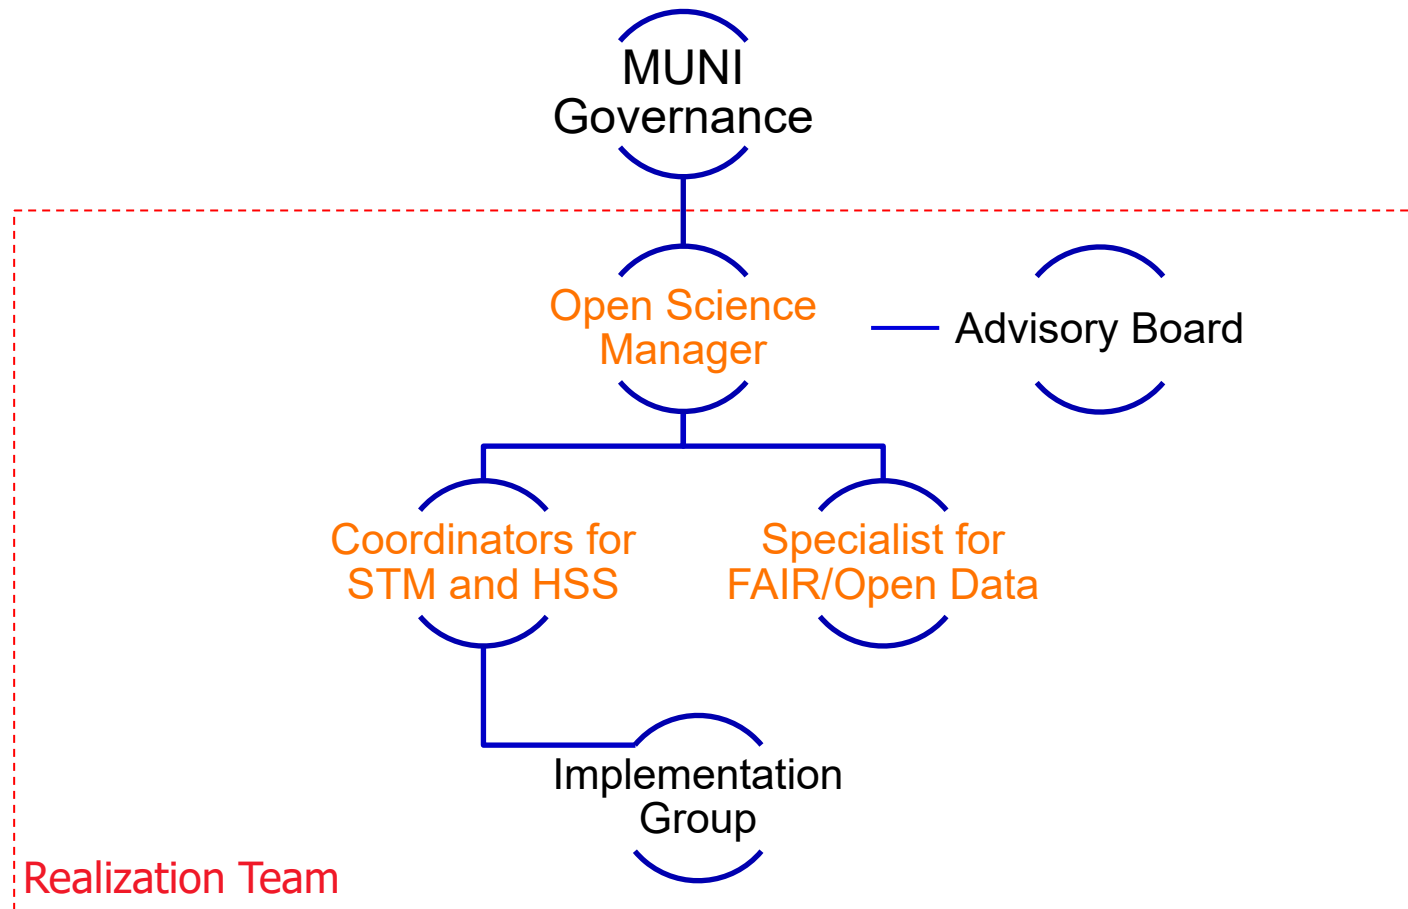 MUNI
Governance
Open Science
Manager
Advisory Board
Coordinators for
STM and HSS
Specialist for
FAIR/Open Data
Implementation
Group
Realization Team